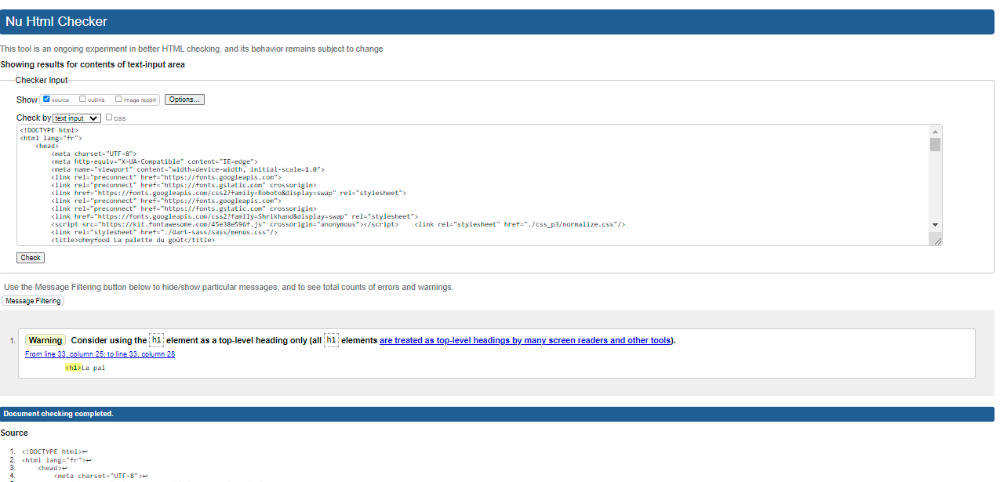 Nu Html Checker
This tool is an ongoing experiment in better HTML checking, and its behavior remains subject to change
Showing results for contents of text-input area
Checker Input
Show source outline image report Options...
Check by text input css
<!DOCTYPE html>
<html lang="fr">
<head>
<meta charset="UTF-8">
<meta http-equiv="X-UA-Compatible" content="IE=edge">
<meta name="viewport" content="width=device-width, initial-scale=1.0">
<link rel="preconnect" href="https://fonts.googleapis.com">
<link rel="preconnect" href="https://fonts.gstatic.com" crossorigin>
<link href="https://fonts.googleapis.com/css2?family=Roboto&display=swap" rel="stylesheet">
<link rel="preconnect" href="https://fonts.googleapis.com">
<link rel="preconnect" href="https://fonts.gstatic.com" crossorigin>
<link href="https://fonts.googleapis.com/css2?family=Shrikhand&display=swap" rel="stylesheet">
<script src="https://kit.fontawesome.com/45e38e596f.js" crossorigin="anonymous"></script> <link rel="stylesheet" href="./css_p3/normalize.css"/>
<link rel="stylesheet" href="./dart-sass/sass/menus.css"/>
<title>ohmyfood La palette du goût</title>
Check
Use the Message Filtering button below to hide/show particular messages, and to see total counts of errors and warnings.
Message Filtering
1. Warning Consider using the h1 element as a top-level heading only (all h1 elements are treated as top-level headings by many screen readers and other tools).
From line 33, column 25; to line 33, column 28
<h1>La pal
Document checking completed.
Source
1. <!DOCTYPE html>↩
2. <html lang="fr">↩
3. <head>↩
4. <meta charset="UTF-8">↩